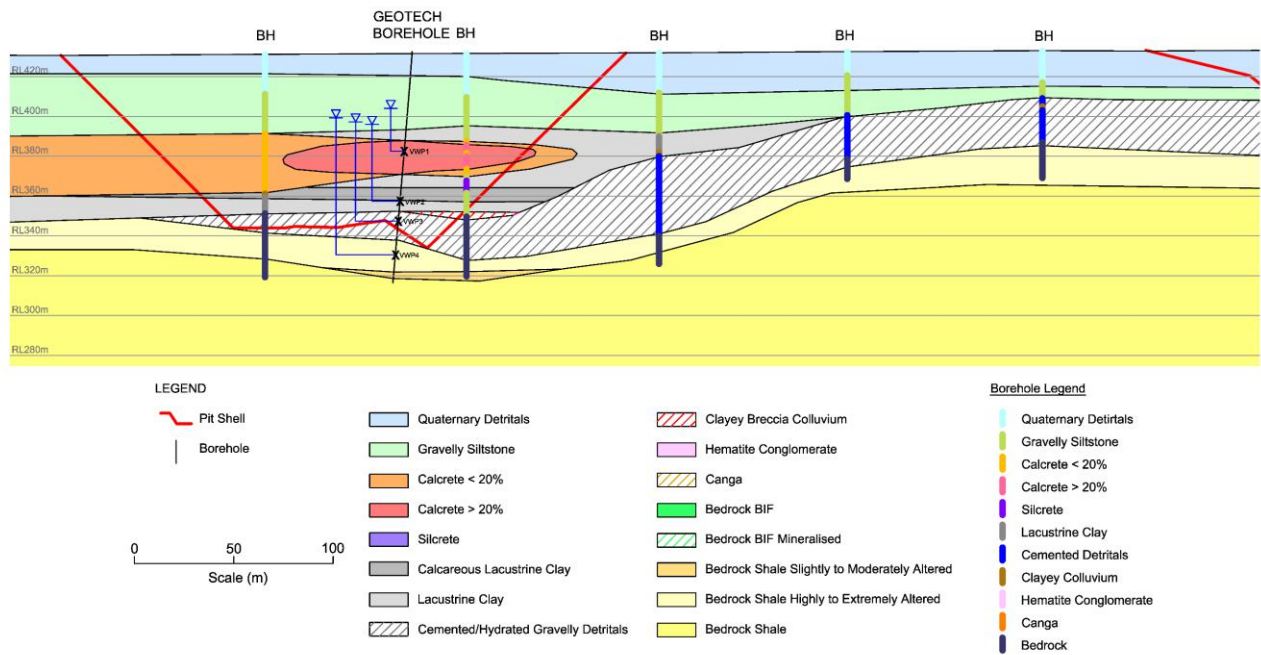 GEOTECH
BOREHOLE
BH
BH
BH
BH
BH
RL420m
RL400m
RL380m
RL360m
RL340m
RL320m
RL300m
RL280m
VWP1
VWP2
VWP3
VWP4
LEGEND
Pit Shell
Borehole
0 50 100
Scale (m)
Quaternary Detritals
Gravelly Siltstone
Calcrete < 20%
Calcrete > 20%
Silcrete
Calcareous Lacustrine Clay
Lacustrine Clay
Cemented/Hydrated Gravelly Detritals
Clayey Breccia Colluvium
Hematite Conglomerate
Canga
Bedrock BIF
Bedrock BIF Mineralised
Bedrock Shale Slightly to Moderately Altered
Bedrock Shale Highly to Extremely Altered
Bedrock Shale
Borehole Legend
Quaternary Detirtals
Gravelly Siltstone
Calcrete < 20%
Calcrete > 20%
Silcrete
Lacustrine Clay
Cemented Detritals
Clayey Colluvium
Hematite Conglomerate
Canga
Bedrock